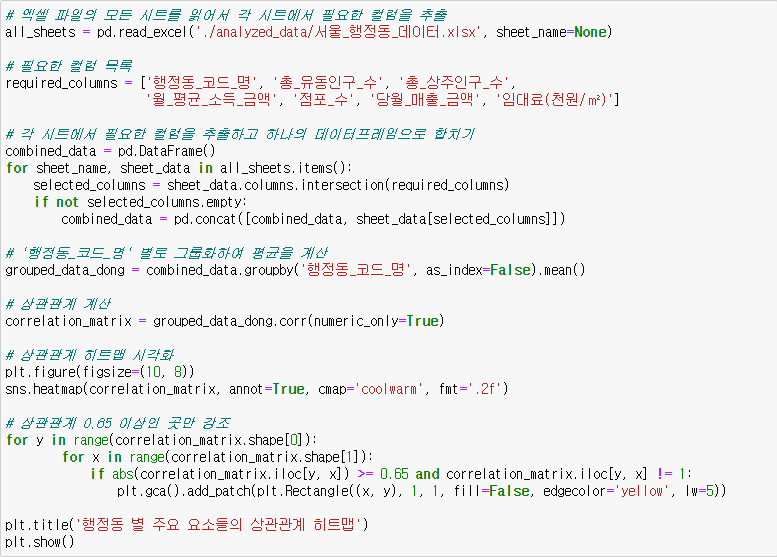 # 엑셀 파일의 모든 시트를 읽어서 각 시트에서 필요한 컬럼을 추출
all_sheets = pd.read_excel('./analyzed_data/서울_행정동_데이터.xlsx', sheet_name=None)

# 필요한 컬럼 목록
required_columns = ['행정동_코드_명', '총_유동인구_수', '총_상주인구_수',
                    '월_평균_소득_금액', '점포_수', '당월_매출_금액', '임대료(천원/㎡)']

# 각 시트에서 필요한 컬럼을 추출하고 하나의 데이터프레임으로 합치기
combined_data = pd.DataFrame()
for sheet_name, sheet_data in all_sheets.items():
    selected_columns = sheet_data.columns.intersection(required_columns)
    if not selected_columns.empty:
        combined_data = pd.concat([combined_data, sheet_data[selected_columns]])

# '행정동_코드_명' 별로 그룹화하여 평균을 계산
grouped_data_dong = combined_data.groupby('행정동_코드_명', as_index=False).mean()

# 상관관계 계산
correlation_matrix = grouped_data_dong.corr(numeric_only=True)

# 상관관계 히트맵 시각화
plt.figure(figsize=(10, 8))
sns.heatmap(correlation_matrix, annot=True, cmap='coolwarm', fmt='.2f')

# 상관관계 0.65 이상인 곳만 강조
for y in range(correlation_matrix.shape[0]):
        for x in range(correlation_matrix.shape[1]):
            if abs(correlation_matrix.iloc[y, x]) >= 0.65 and correlation_matrix.iloc[y, x] != 1:
                plt.gca().add_patch(plt.Rectangle((x, y), 1, 1, fill=False, edgecolor='yellow', lw=5))

plt.title('행정동 별 주요 요소들의 상관관계 히트맵')
plt.show()